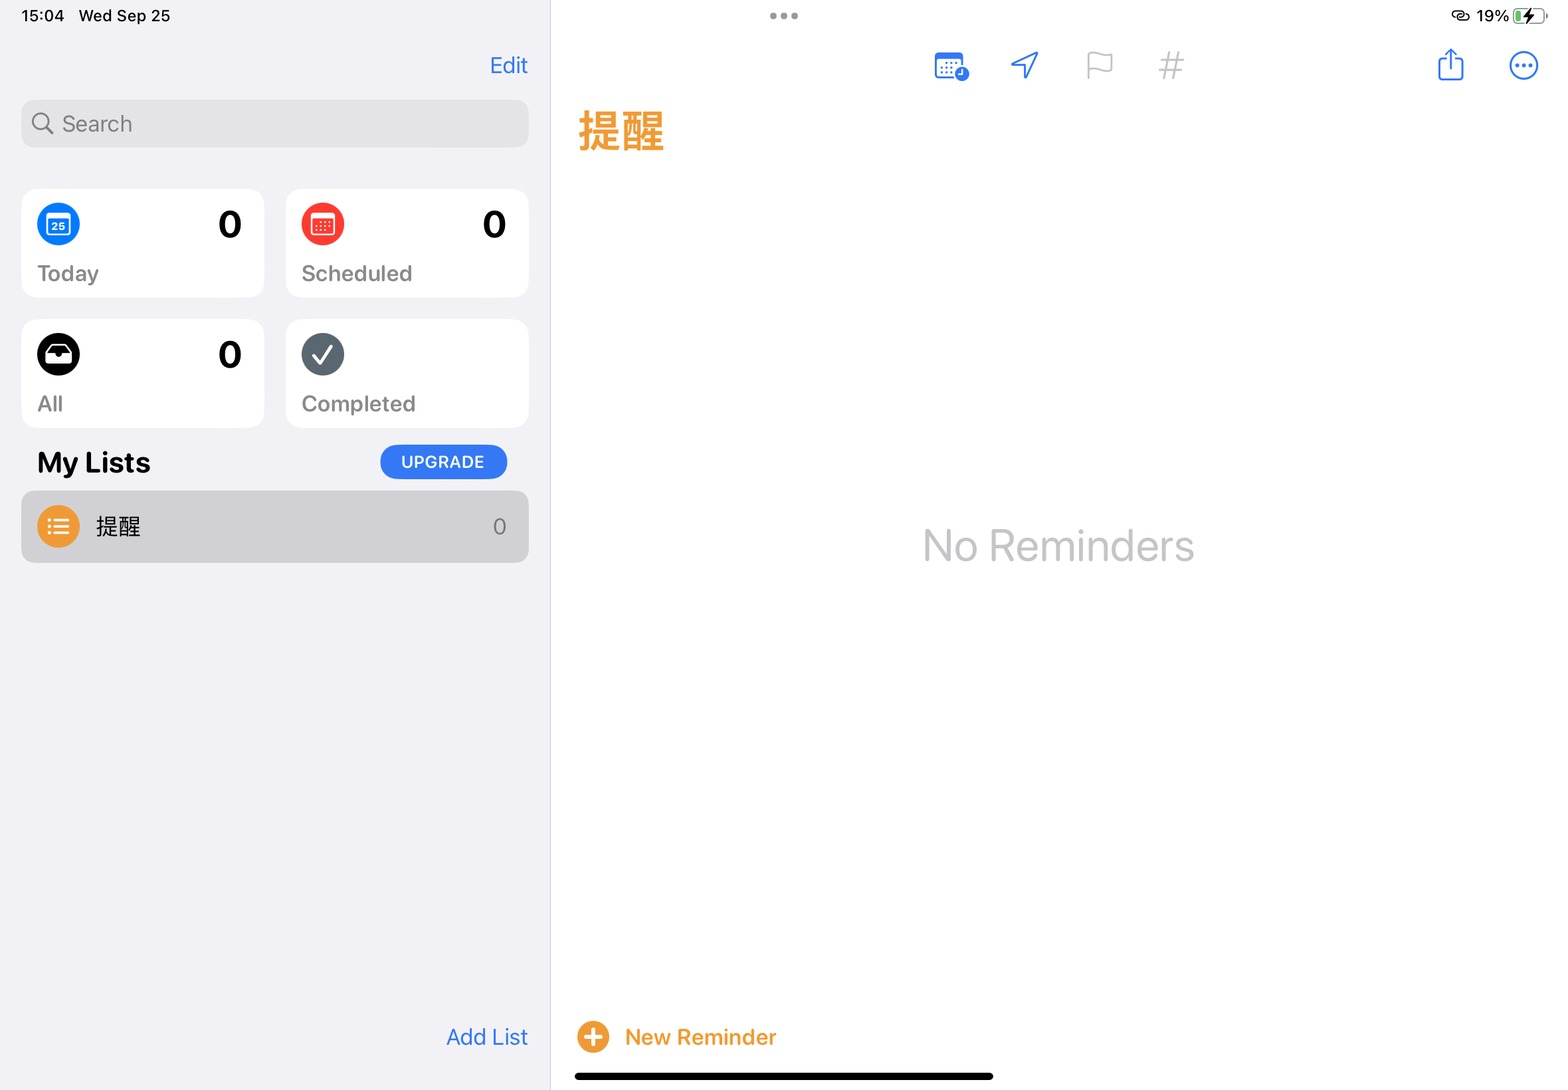 15:04 Wed Sep 25
19%
Edit
Search
25
0
Today
0
Scheduled
0
All
Completed
My Lists
UPGRADE
提醒
0
Add List
#
提醒
No Reminders
New Reminder